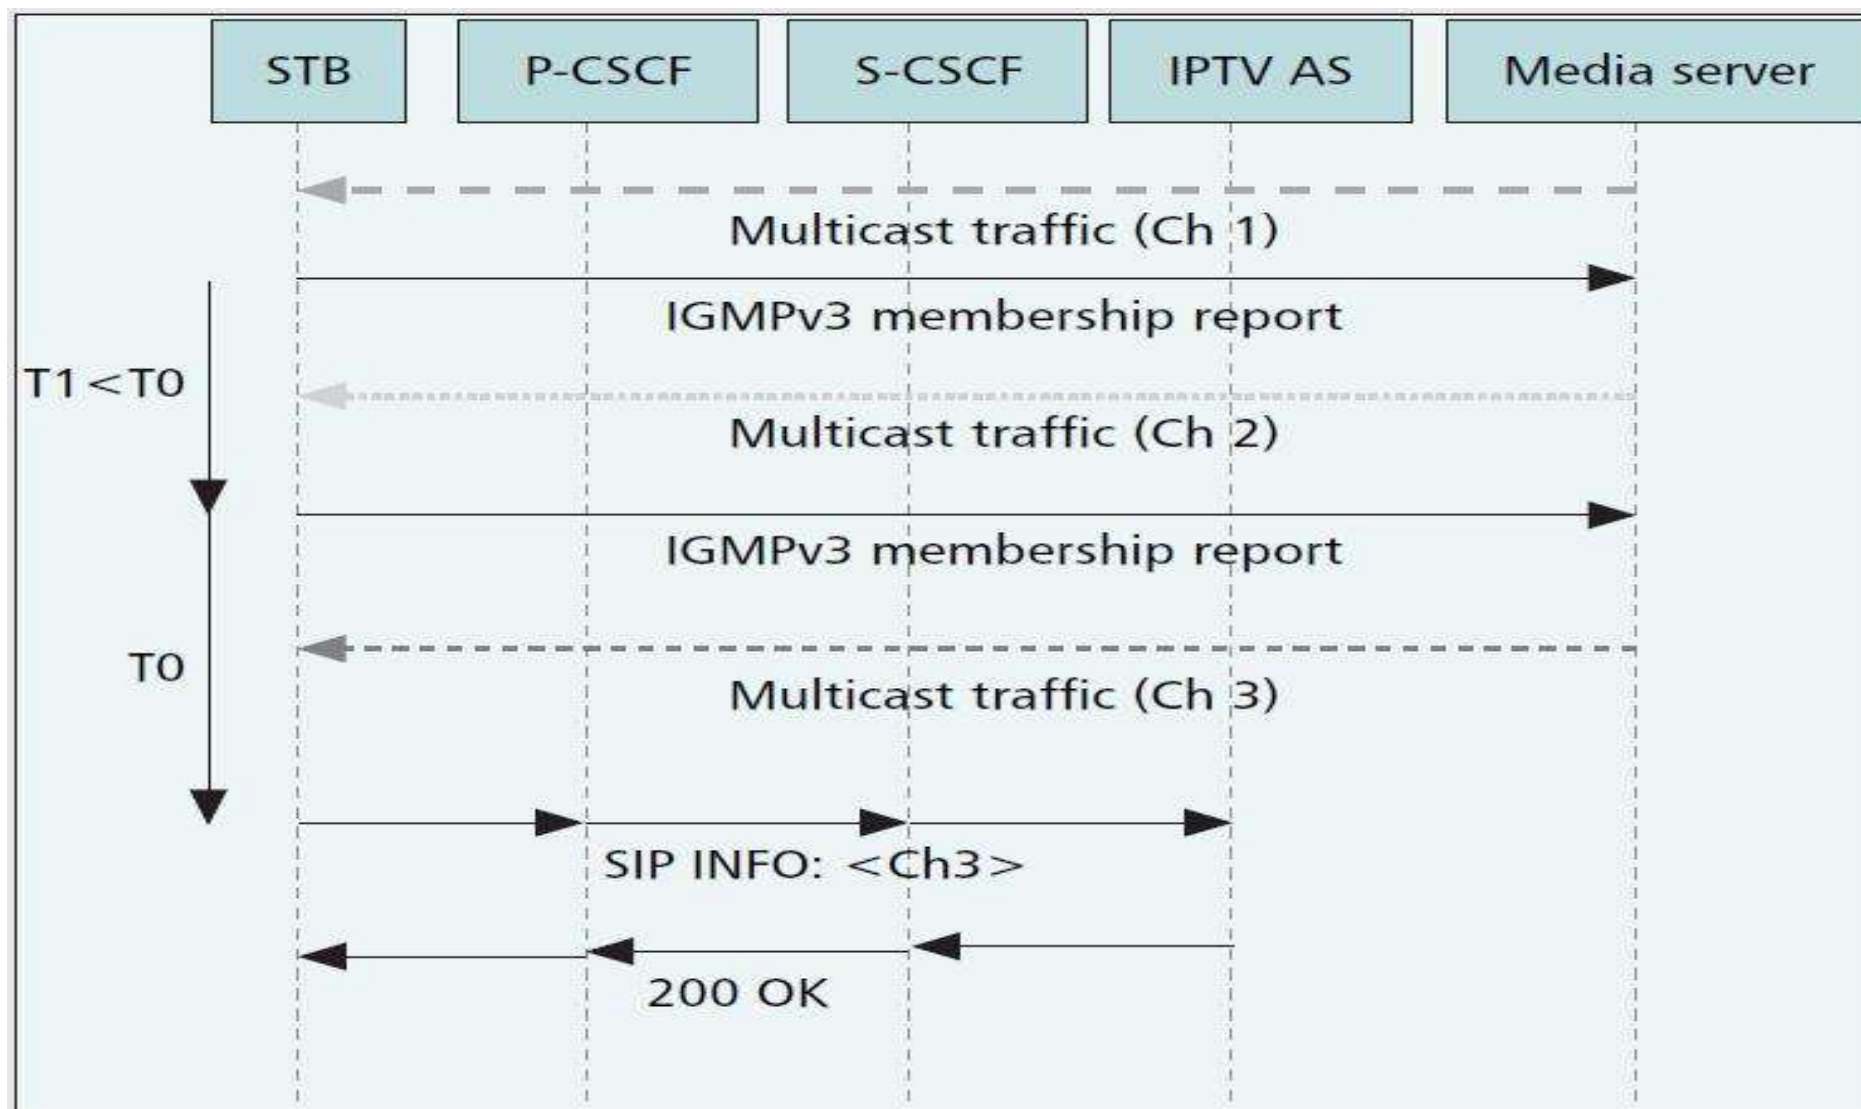 STB
P-CSCF
S-CSCF
IPTV AS
Media server
Multicast traffic (Ch 1)
IGMPv3 membership report
T1<T0
Multicast traffic (Ch 2)
IGMPv3 membership report
T0
Multicast traffic (Ch 3)
SIP INFO: <Ch3>
200 OK